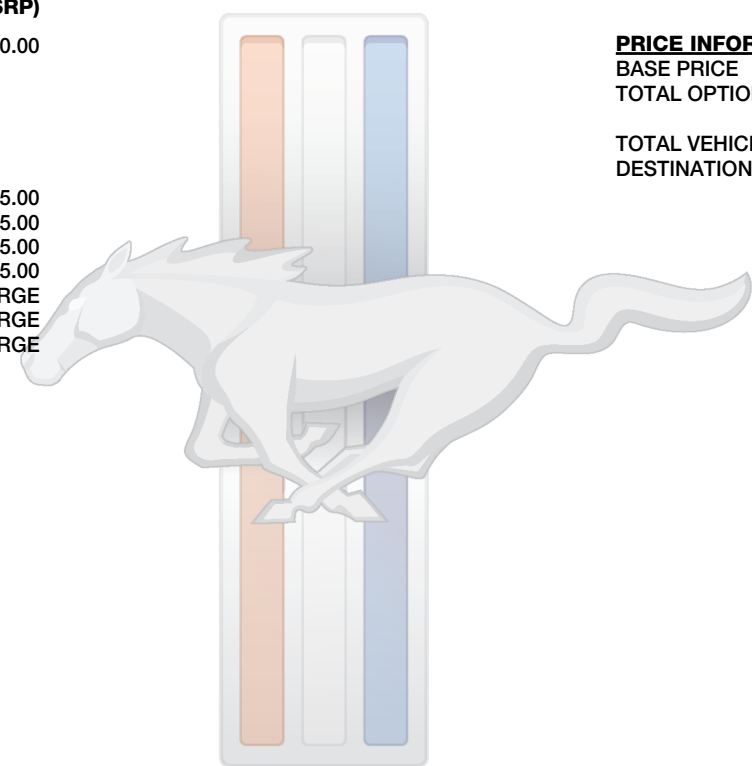 SRP)
0.00
5.00
5.00
5.00
5.00
RGE
RGE
RGE
PRICE INFOR
BASE PRICE
TOTAL OPTIO
TOTAL VEHICL
DESTINATION